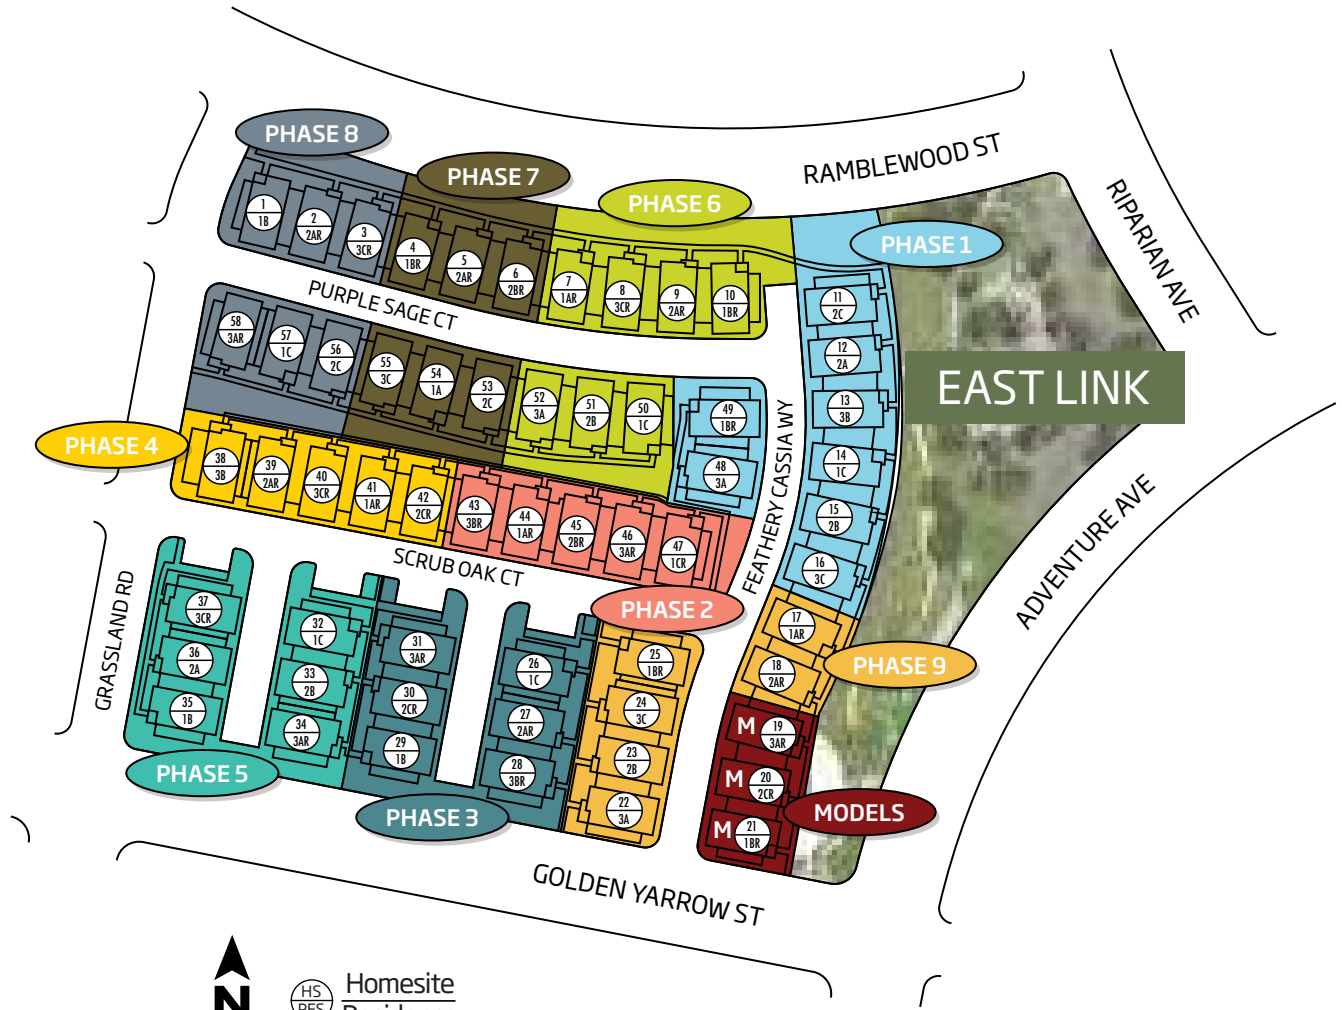 RAMBLEWOOD ST
RIPARIAN AVE
PHASE 8
PHASE 7
PHASE 6
PHASE 1
1
1B
2
2AR
3
3CR
4
1BR
5
2AR
6
2BR
7
1AR
8
3CR
9
2AR
10
1BR
11
2C
12
2A
13
3B
14
1C
15
2B
16
3C
PURPLE SAGE CT
EAST LINK
58
3AR
57
1C
56
2C
55
3C
54
1A
53
2C
52
3A
51
2B
50
1C
49
1BR
48
3A
FEATHERY CASSIA WY
ADVENTURE AVE
PHASE 4
38
3B
39
2AR
40
3CR
41
1AR
42
2CR
43
3BR
44
1AR
45
2BR
46
3AR
47
1CR
SCRUB OAK CT
PHASE 2
GRASSLAND RD
37
3CR
36
2A
35
1B
32
1C
33
2B
34
3AR
31
3AR
30
2CR
29
1B
26
1C
27
2AR
28
3BR
25
1BR
24
3C
23
2B
22
3A
17
1AR
18
2AR
PHASE 9
M
19
3AR
M
20
2CR
M
21
1BR
MODELS
PHASE 5
PHASE 3
GOLDEN YARROW ST
N
HS
RES
Homesite